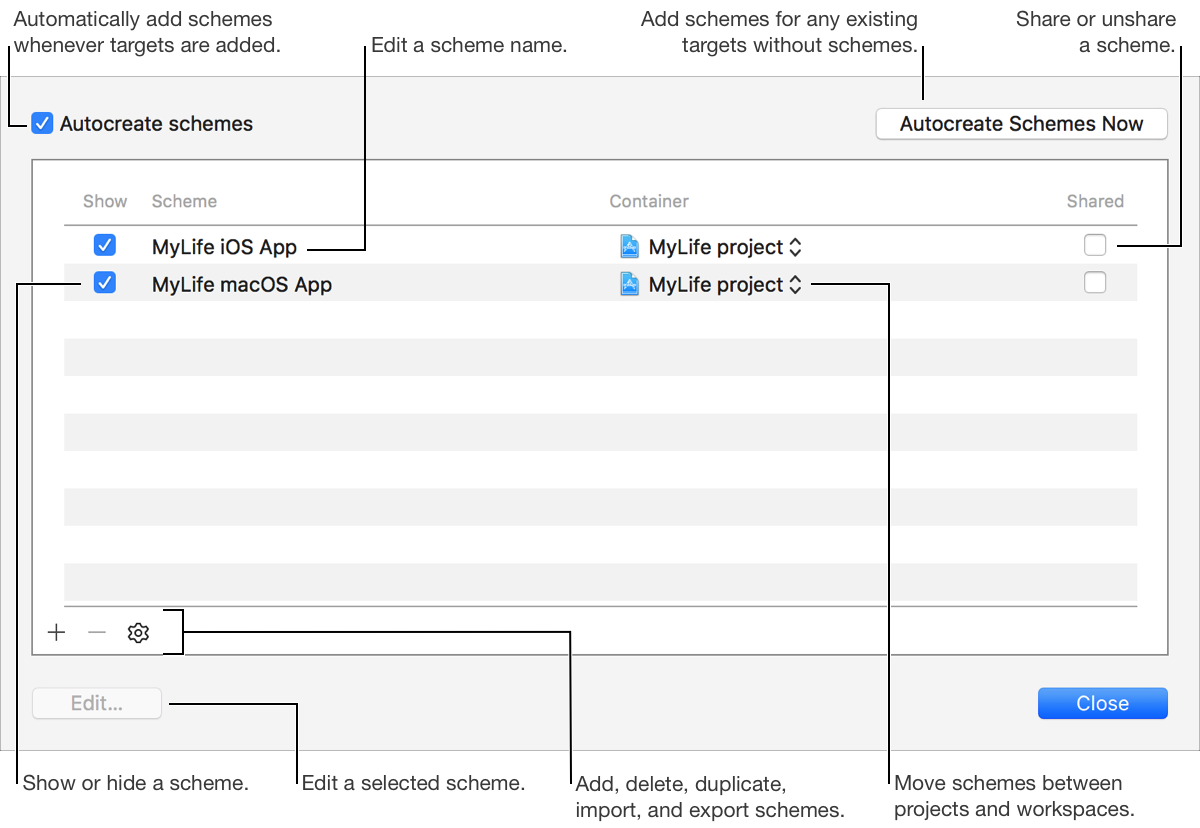 Automatically add schemes
whenever targets are added.
Edit a scheme name.
Add schemes for any existing
targets without schemes.
Share or unshare
a scheme.
Autocreate schemes
Autocreate Schemes Now
Show Scheme Container Shared
MyLife iOS App MyLife project
MyLife macOS App MyLife project
Edit...
Close
Show or hide a scheme.
Edit a selected scheme.
Add, delete, duplicate,
import, and export schemes.
Move schemes between
projects and workspaces.